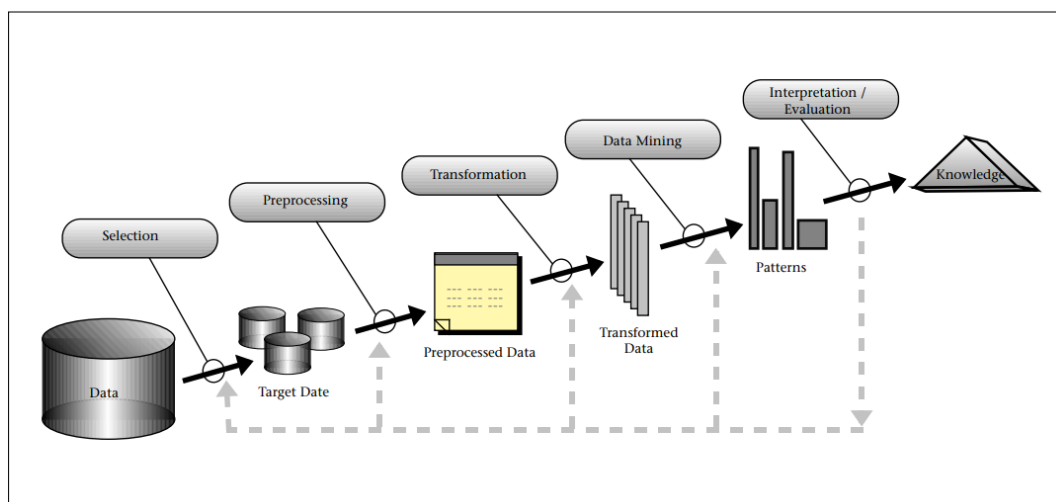 Interpretation /
Evaluation
Data Mining
Transformation
Preprocessing
Selection
Data
Target Date
Preprocessed Data
Transformed
Data
Patterns
Knowledge